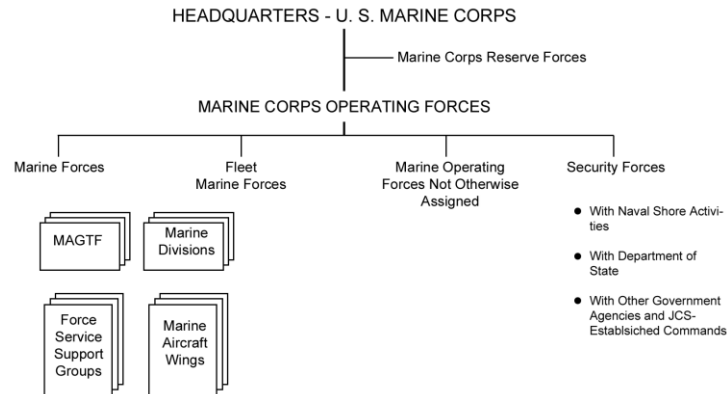 HEADQUARTERS - U. S. MARINE CORPS
Marine Corps Reserve Forces
MARINE CORPS OPERATING FORCES
Marine Forces
Fleet
Marine Forces
Marine Operating
Forces Not Otherwise
Assigned
Security Forces
MAGTF
Marine
Divisions
Force
Service
Support
Groups
Marine
Aircraft
Wings
● With Naval Shore Activi-
ties
● With Department of
State
● With Other Government
Agencies and JCS-
Establsiched Commands